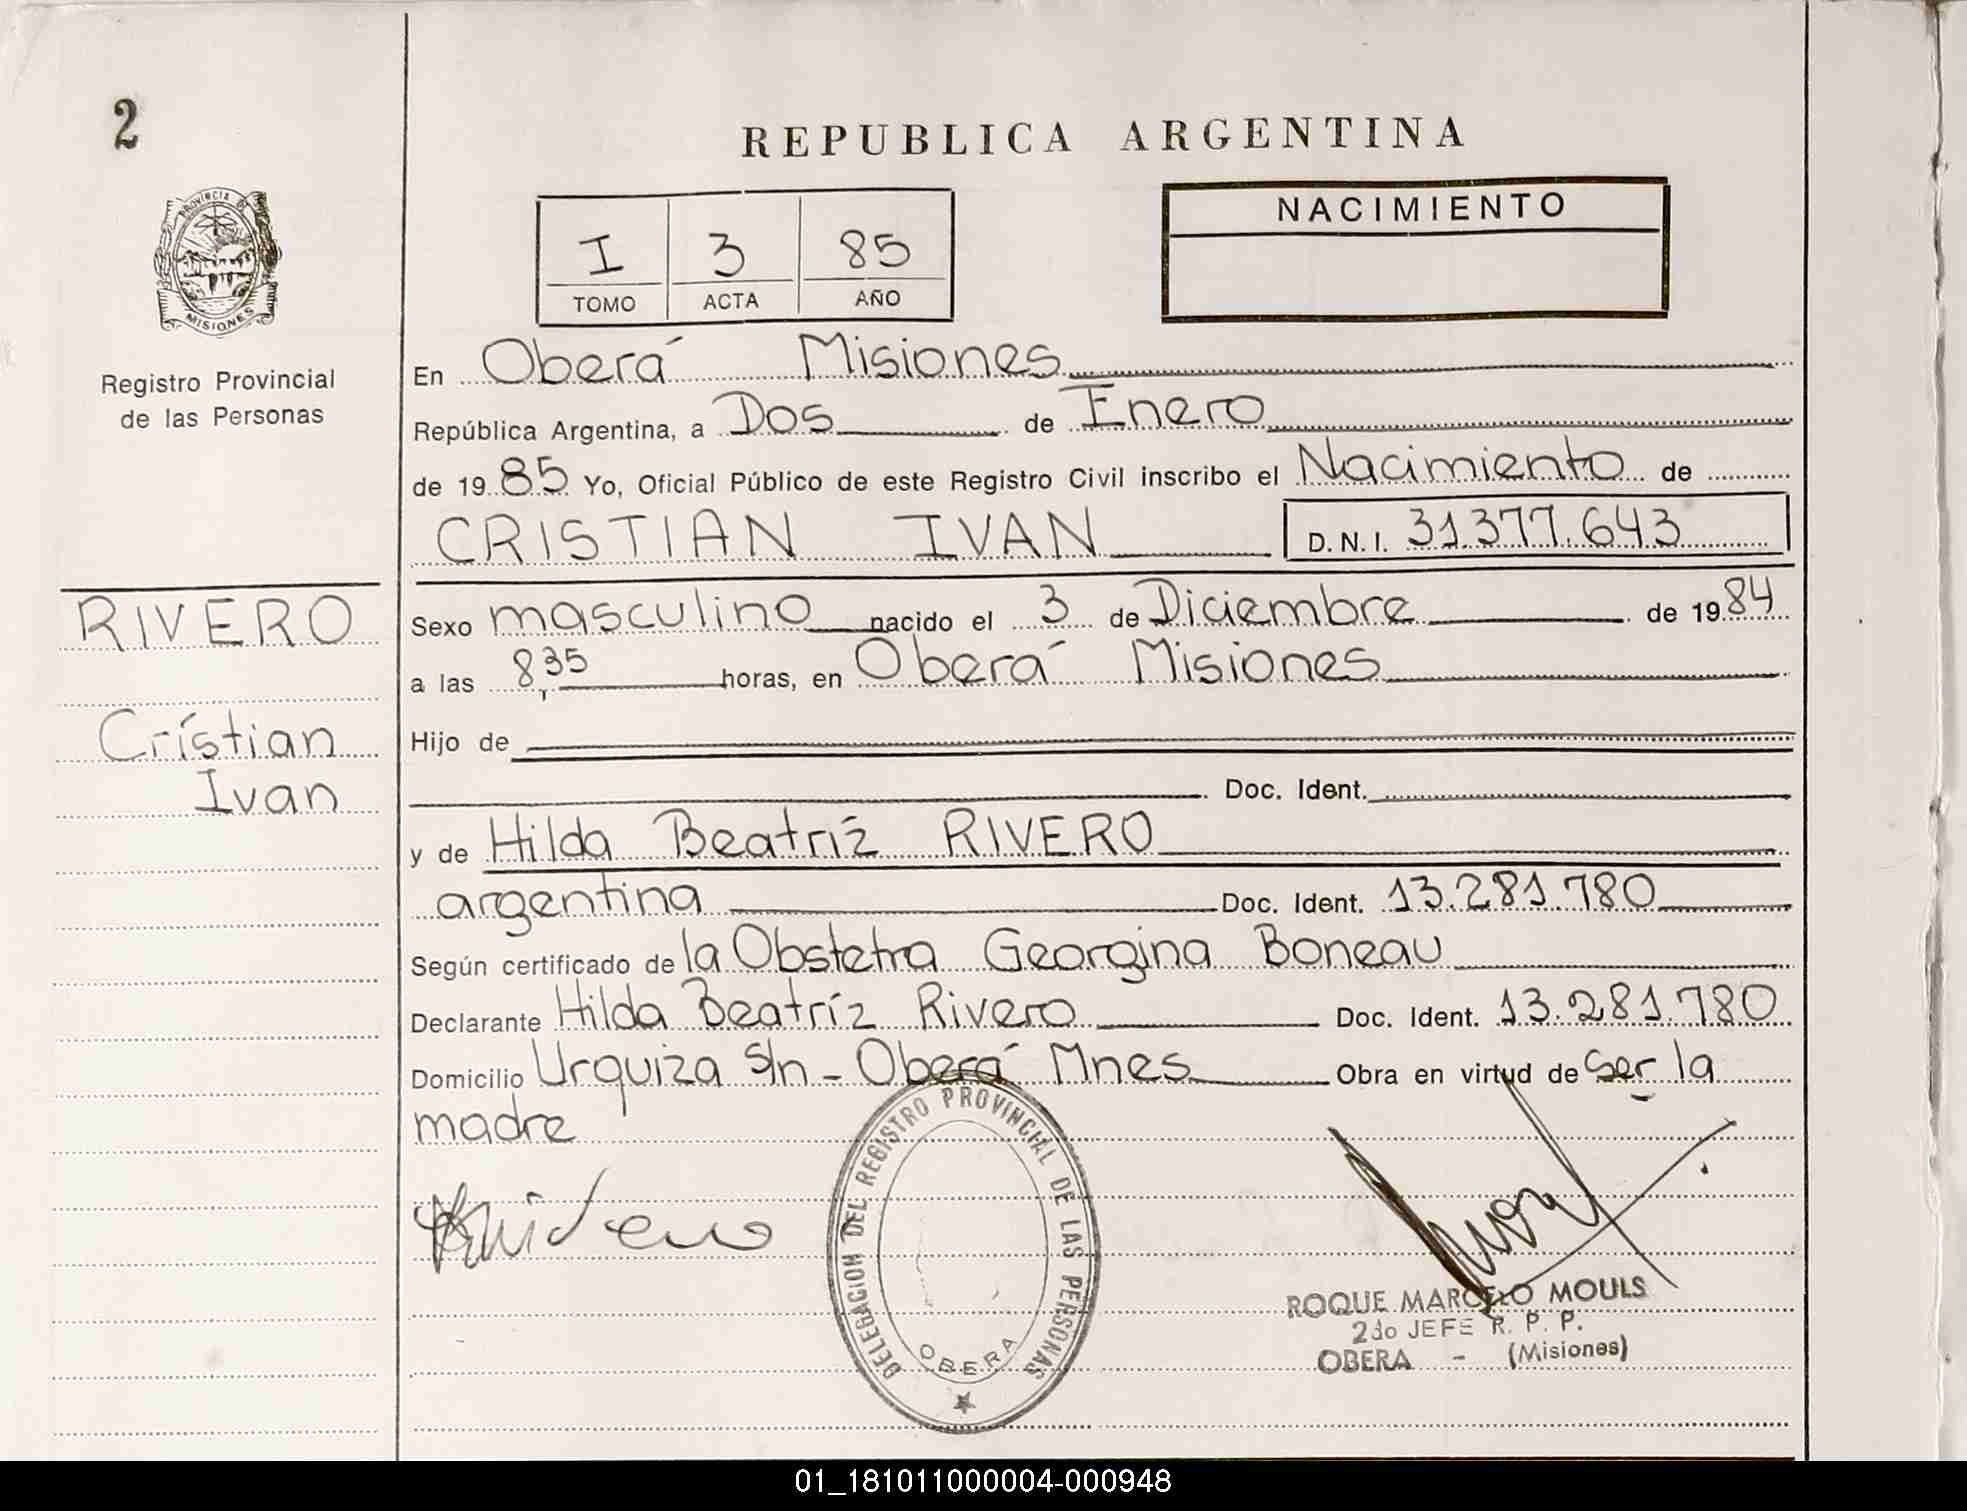 2
REPUBLICA ARGENTINA
PROVINCIA DE
MISIONES
Registro Provincial
de las Personas
I 3 85
TOMO ACTA AÑO
NACIMIENTO
En Oberá Misiones
República Argentina, a Dos de Enero
de 1985 Yo, Oficial Público de este Registro Civil inscribo el Nacimiento de
CRISTIAN IVAN D.N.I. 31.377.643
RIVERO
Cristian
Ivan
Sexo masculino nacido el 3 de Diciembre de 1984
a las 8,35 horas, en Oberá Misiones
Hijo de
Doc. Ident.
y de Hilda Beatríz RIVERO
argentina Doc. Ident. 13.281.780
Según certificado de la Obstetra Georgina Boneau
Declarante Hilda Beatríz Rivero Doc. Ident. 13.281.780
Domicilio Urquiza s/n - Oberá Mnes Obra en virtud de ser la
madre
DELEGACION DEL REGISTRO PROVINCIAL DE LAS PERSONAS
OBERA
ROQUE MARCELO MOULS
2do JEFE R. P. P.
OBERA - (Misiones)
01_181011000004-000948